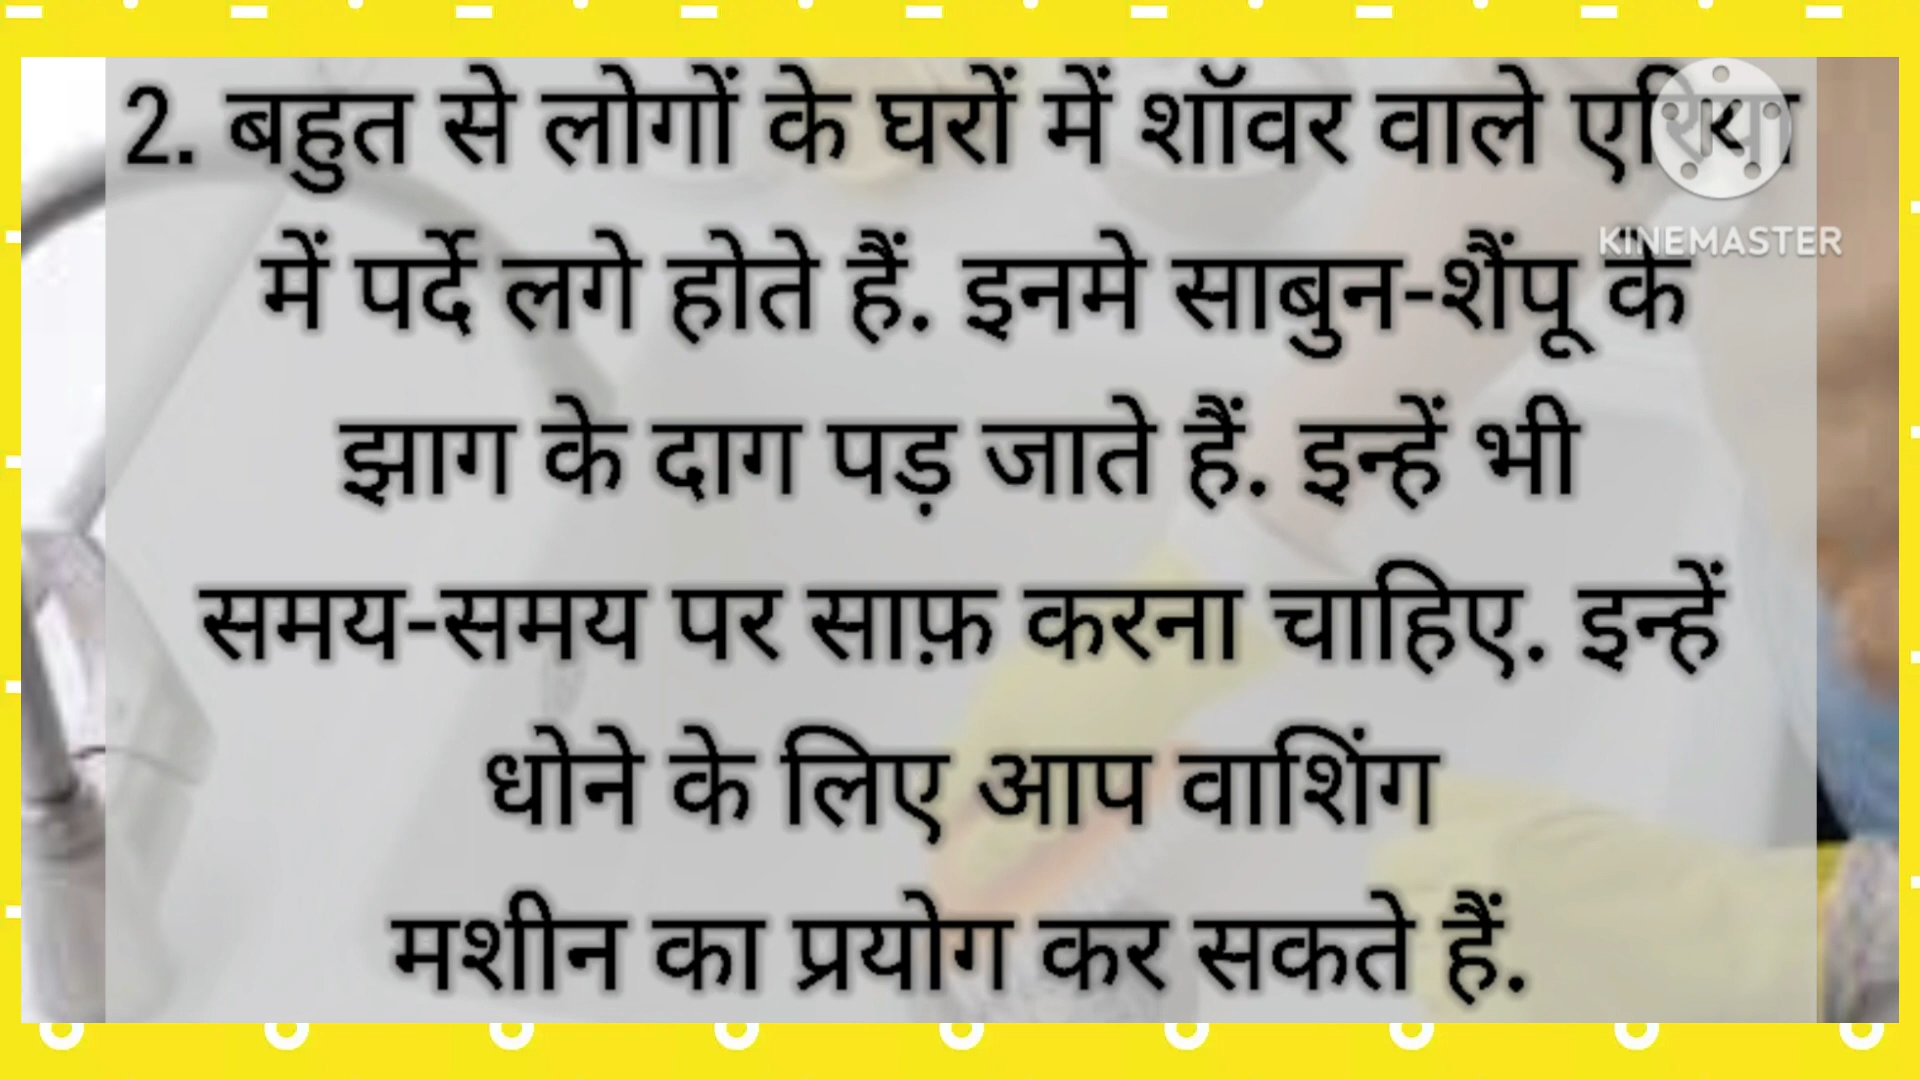 2. बहुत से लोगों के घरों में शॉवर वाले
KINEMASTER
में पर्दे लगे होते हैं. इनमे साबुन-शैंपू के
झाग के दाग पड़ जाते हैं. इन्हें भी
समय-समय पर साफ़ करना चाहिए. इन्हें
धोने के लिए आप वाशिंग
मशीन का प्रयोग कर सकते हैं.